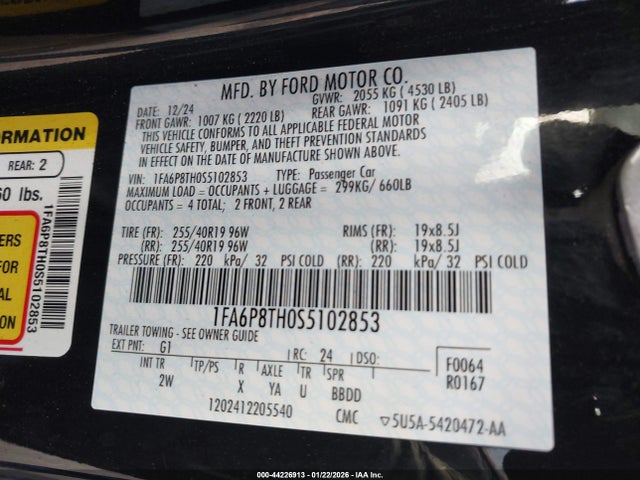 MFD. BY FORD MOTOR CO.
DATE: 12/24
GVWR: 2055 KG ( 4530 LB)
FRONT GAWR: 1007 KG ( 2220 LB)
REAR GAWR: 1091 KG ( 2405 LB)
THIS VEHICLE CONFORMS TO ALL APPLICABLE FEDERAL MOTOR
VEHICLE SAFETY, BUMPER, AND THEFT PREVENTION STANDARDS
IN EFFECT ON THE DATE OF MANUFACTURE SHOWN ABOVE.
VIN: 1FA6P8TH0S5102853 TYPE: Passenger Car
MAXIMUM LOAD = OCCUPANTS + LUGGAGE = 299KG/ 660LB
OCCUPANTS = 4 TOTAL; 2 FRONT, 2 REAR
TIRE (FR): 255/40R19 96W RIMS (FR): 19x8.5J
(RR): 255/40R19 96W (RR): 19x8.5J
PRESSURE (FR): 220 kPa/ 32 PSI COLD (RR): 220 kPa/ 32 PSI COLD
1FA6P8TH0S5102853
TRAILER TOWING - SEE OWNER GUIDE
EXT PNT: G1 RC: 24 DSO: F0064
INT TR TP/PS R AXLE TR SPR R0167
2W X YA U BBDD
1202412205540 CMC 5U5A-5420472-AA
ORMATION
REAR: 2
60 lbs.
ERS
FOR
AL
ON
1FA6P8TH0S5102853
000-44226913 - 01/22/2026 - IAA Inc.